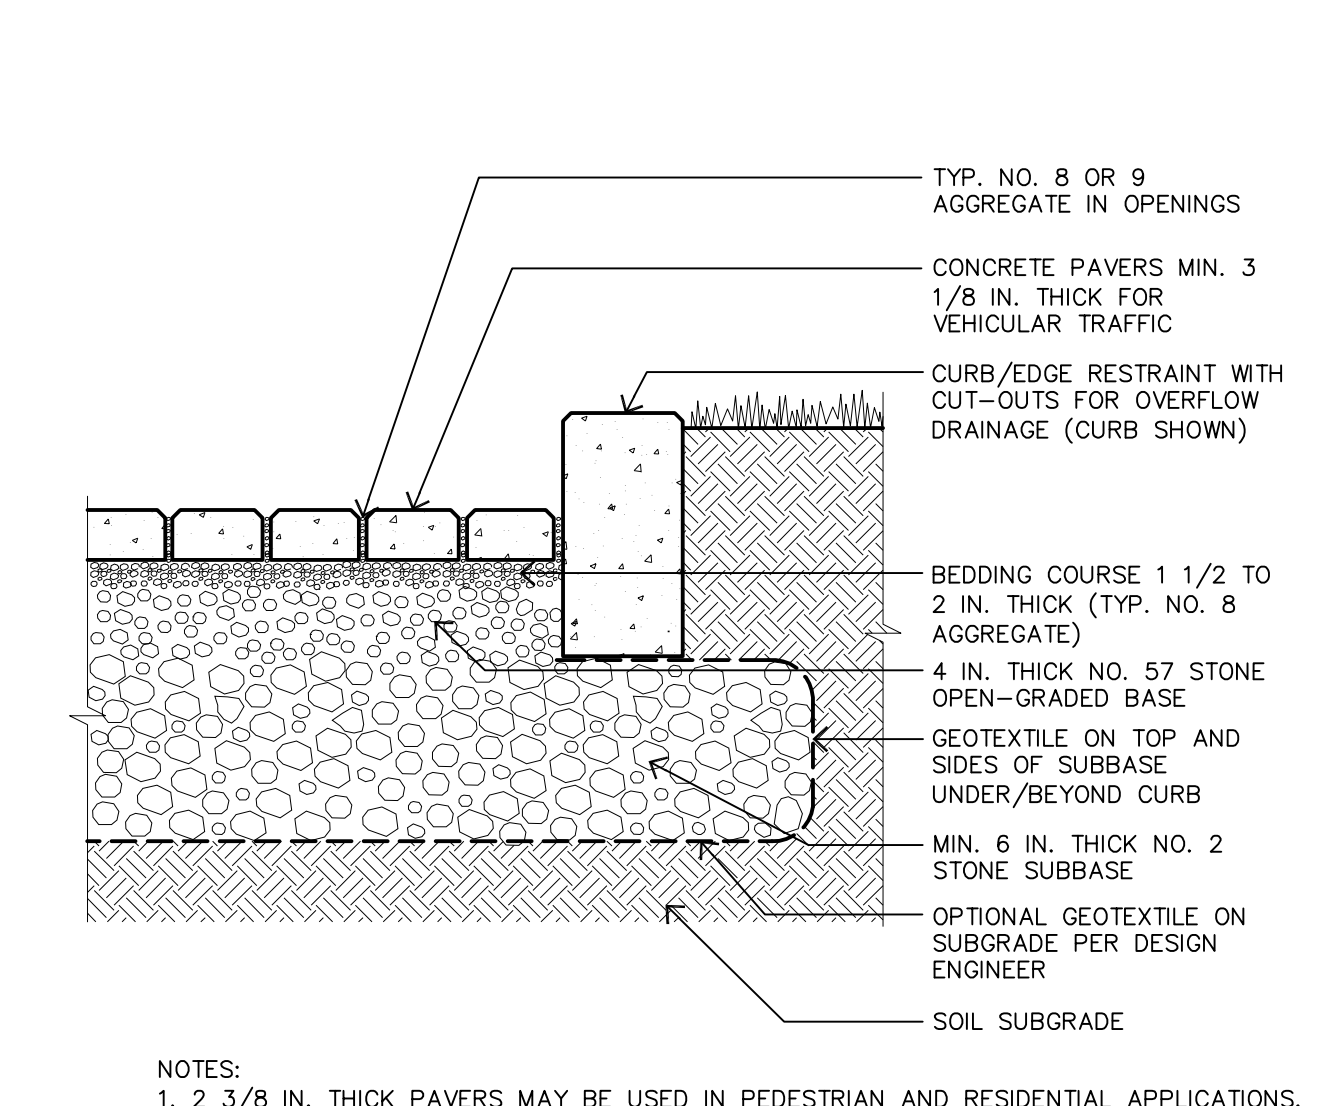 TYP. NO. 8 OR 9
AGGREGATE IN OPENINGS
CONCRETE PAVERS MIN. 3
1/8 IN. THICK FOR
VEHICULAR TRAFFIC
CURB/EDGE RESTRAINT WITH
CUT-OUTS FOR OVERFLOW
DRAINAGE (CURB SHOWN)
BEDDING COURSE 1 1/2 TO
2 IN. THICK (TYP. NO. 8
AGGREGATE)
4 IN. THICK NO. 57 STONE
OPEN-GRADED BASE
GEOTEXTILE ON TOP AND
SIDES OF SUBBASE
UNDER/BEYOND CURB
MIN. 6 IN. THICK NO. 2
STONE SUBBASE
OPTIONAL GEOTEXTILE ON
SUBGRADE PER DESIGN
ENGINEER
SOIL SUBGRADE
NOTES:
1. 2 3/8 IN. THICK PAVERS MAY BE USED IN PEDESTRIAN AND RESIDENTIAL APPLICATIONS.